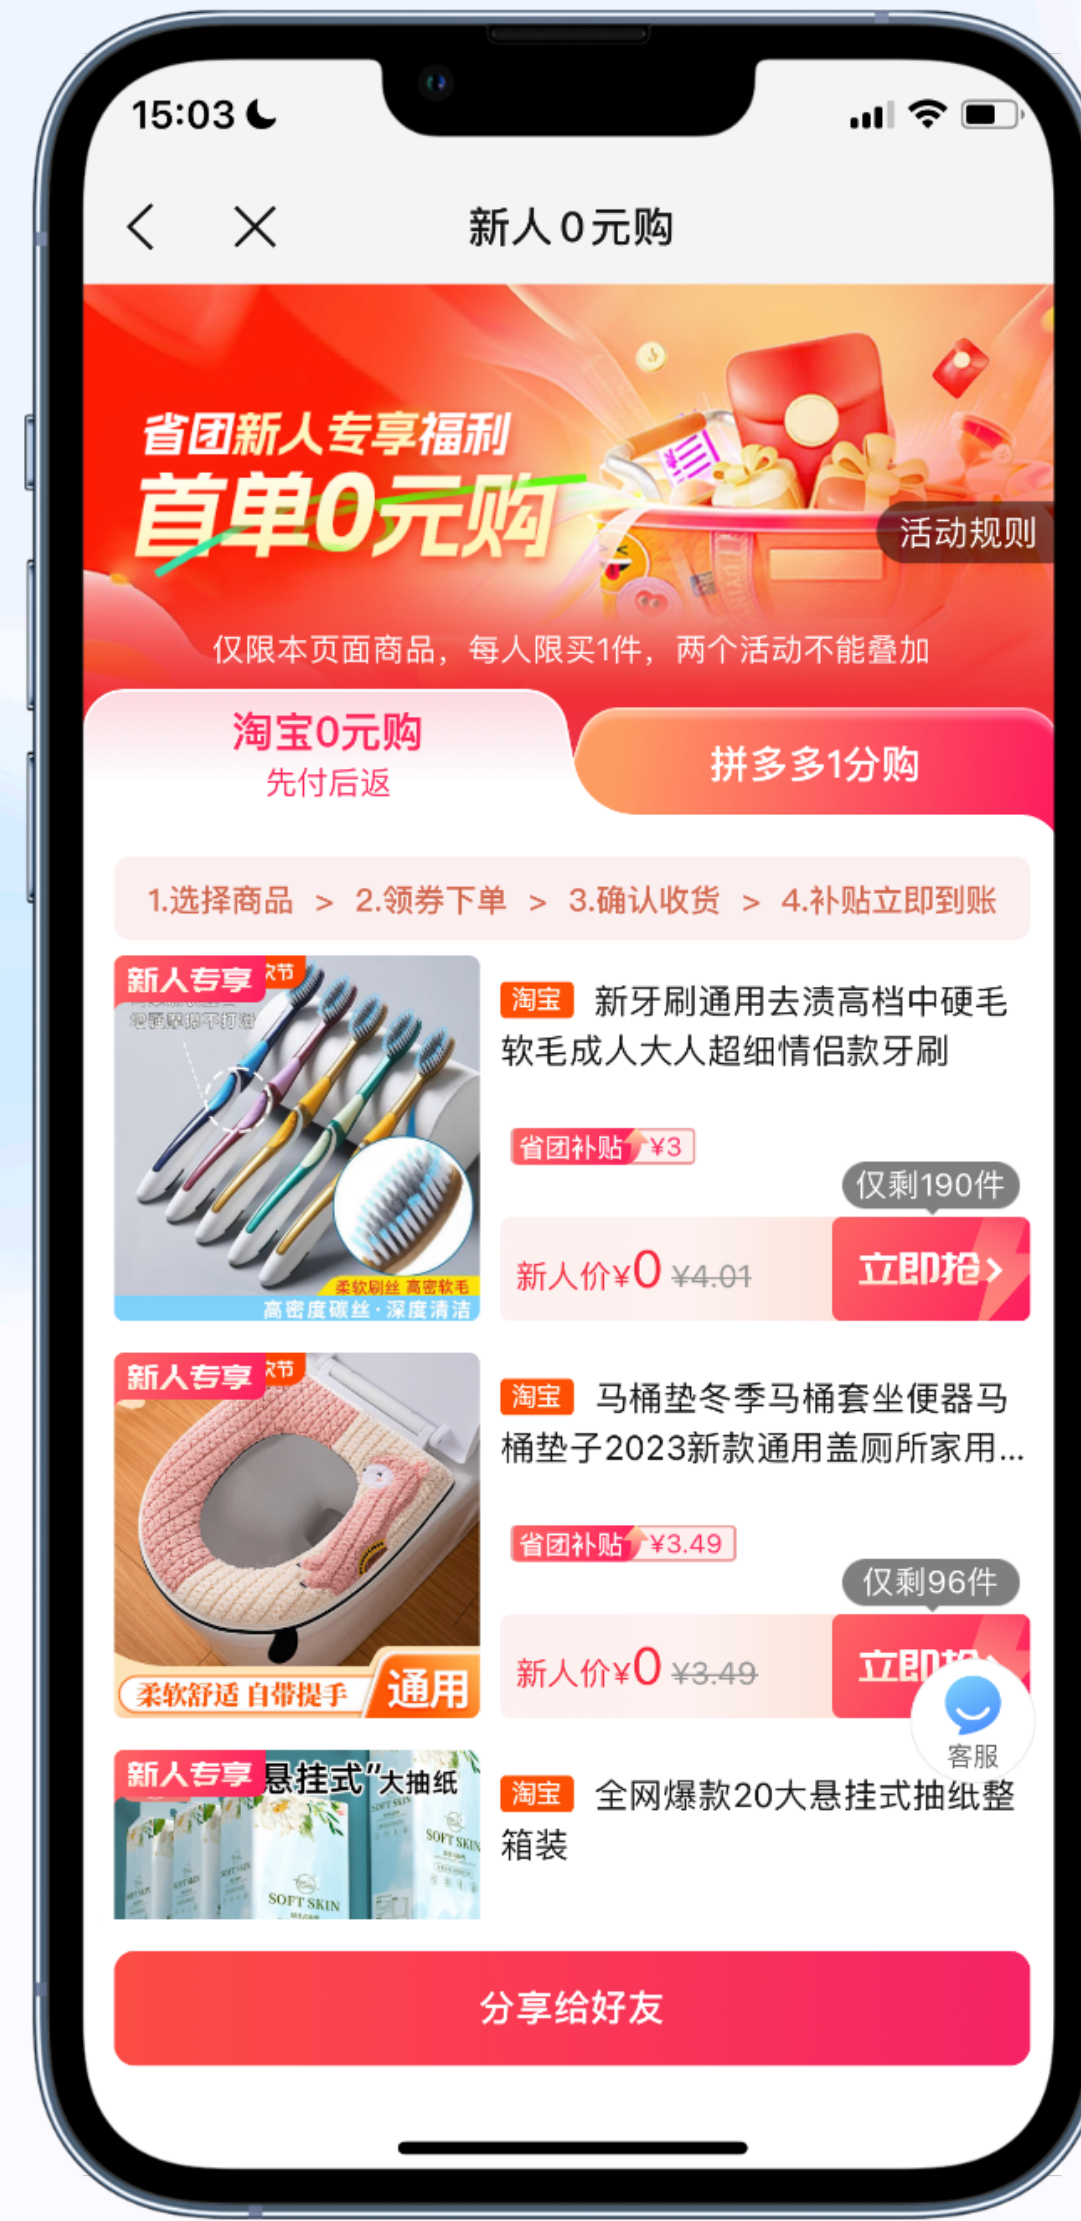 15:03
新人0元购
省团新人专享福利
首单0元购
活动规则
仅限本页面商品，每人限买1件，两个活动不能叠加
淘宝0元购
先付后返
拼多多1分购
1.选择商品 > 2.领券下单 > 3.确认收货 > 4.补贴立即到账
新人专享
欢节
柔软刷丝 高密软毛
高密度碳丝·深度清洁
淘宝 新牙刷通用去渍高档中硬毛
软毛成人大人超细情侣款牙刷
省团补贴 ¥3
仅剩190件
新人价¥0 ¥4.01
立即抢>
新人专享
欢节
柔软舒适 自带提手
通用
淘宝 马桶垫冬季马桶套坐便器马
桶垫子2023新款通用盖厕所家用...
省团补贴 ¥3.49
仅剩96件
新人价¥0 ¥3.49
立即抢
客服
新人专享
悬挂式”大抽纸
SOFT SKIN
SOFT SKIN
SOFT SKIN
淘宝 全网爆款20大悬挂式抽纸整
箱装
分享给好友